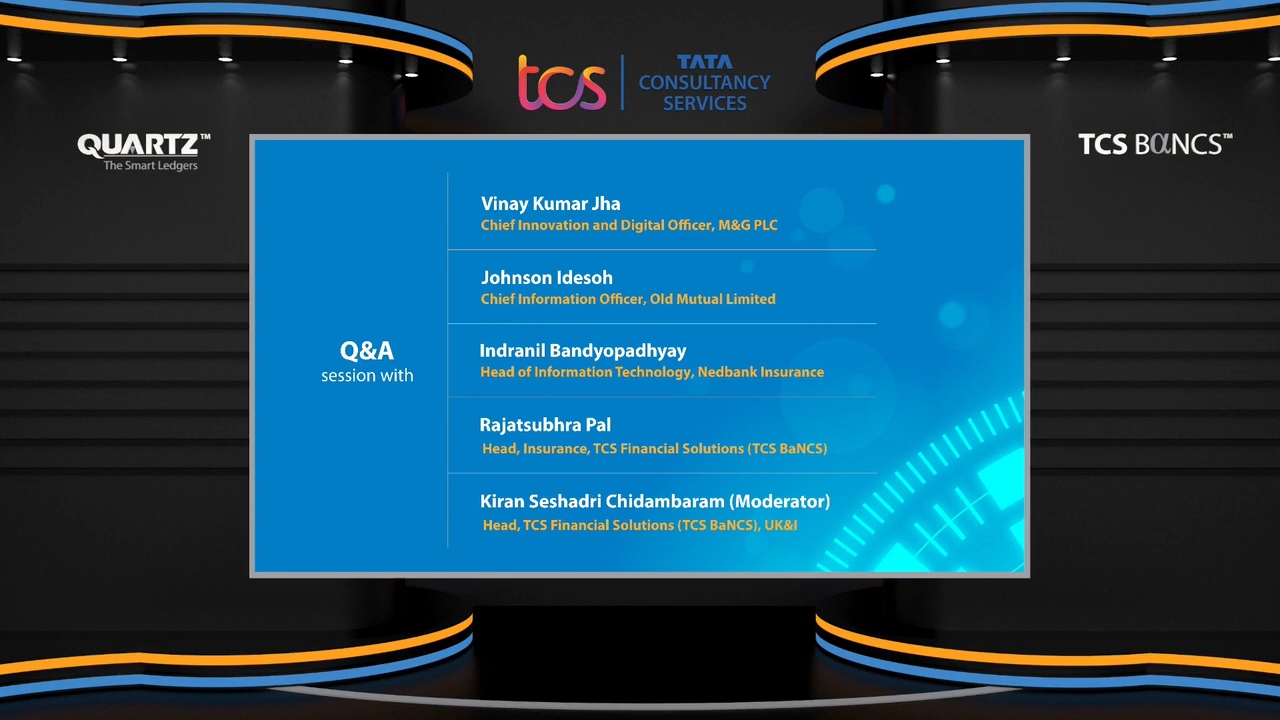 tcs
TATA
CONSULTANCY
SERVICES
QUARTZ™
The Smart Ledgers
TCS BαNCS™
Q&A
session with
Vinay Kumar Jha
Chief Innovation and Digital Officer, M&G PLC
Johnson Idesoh
Chief Information Officer, Old Mutual Limited
Indranil Bandyopadhyay
Head of Information Technology, Nedbank Insurance
Rajatsubhra Pal
Head, Insurance, TCS Financial Solutions (TCS BaNCS)
Kiran Seshadri Chidambaram (Moderator)
Head, TCS Financial Solutions (TCS BaNCS), UK&I